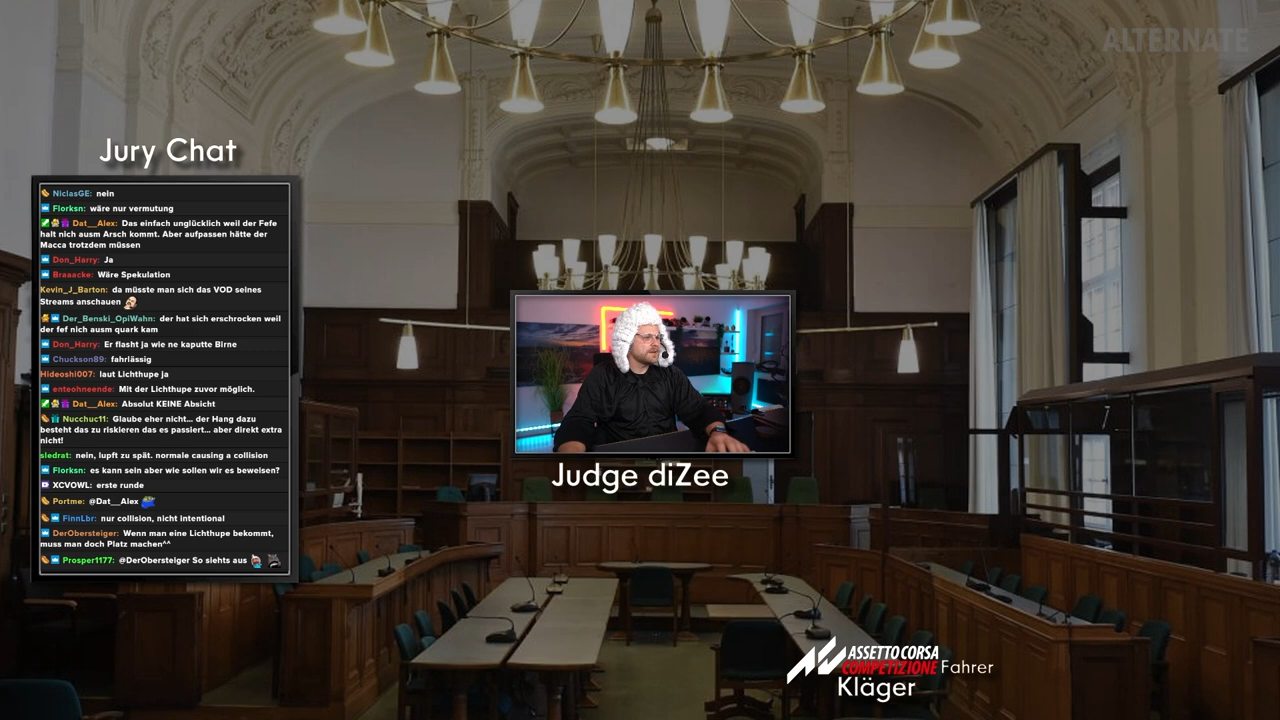 ALTERNATE
Jury Chat
NiclasGE: nein
Florksn: wäre nur vermutung
Dat__Alex: Das einfach unglücklich weil der Fefe
halt nich ausm Arsch kommt. Aber aufpassen hätte der
Macca trotzdem müssen
Don_Harry: Ja
Braaacke: Wäre Spekulation
Kevin_J_Barton: da müsste man sich das VOD seines
Streams anschauen
Der_Benski_OpiWahn: der hat sich erschrocken weil
der fef nich ausm quark kam
Don_Harry: Er flasht ja wie ne kaputte Birne
Chuckson89: fahrlässig
Hideoshi007: laut Lichthupe ja
enteohneende: Mit der Lichthupe zuvor möglich.
Dat__Alex: Absolut KEINE Absicht
Nucchuc11: Glaube eher nicht... der Hang dazu
besteht das zu riskieren das es passiert... aber direkt extra
nicht!
sledrat: nein, lupft zu spät. normale causing a collision
Florksn: es kann sein aber wie sollen wir es beweisen?
XCVOWL: erste runde
Portme: @Dat__Alex
FinnLbr: nur collision, nicht intentional
DerObersteiger: Wenn man eine Lichthupe bekommt,
muss man doch Platz machen^^
Prosper1177: @DerObersteiger So siehts aus
Judge diZee
ASSETTO CORSA
COMPETIZIONE Fahrer
Kläger